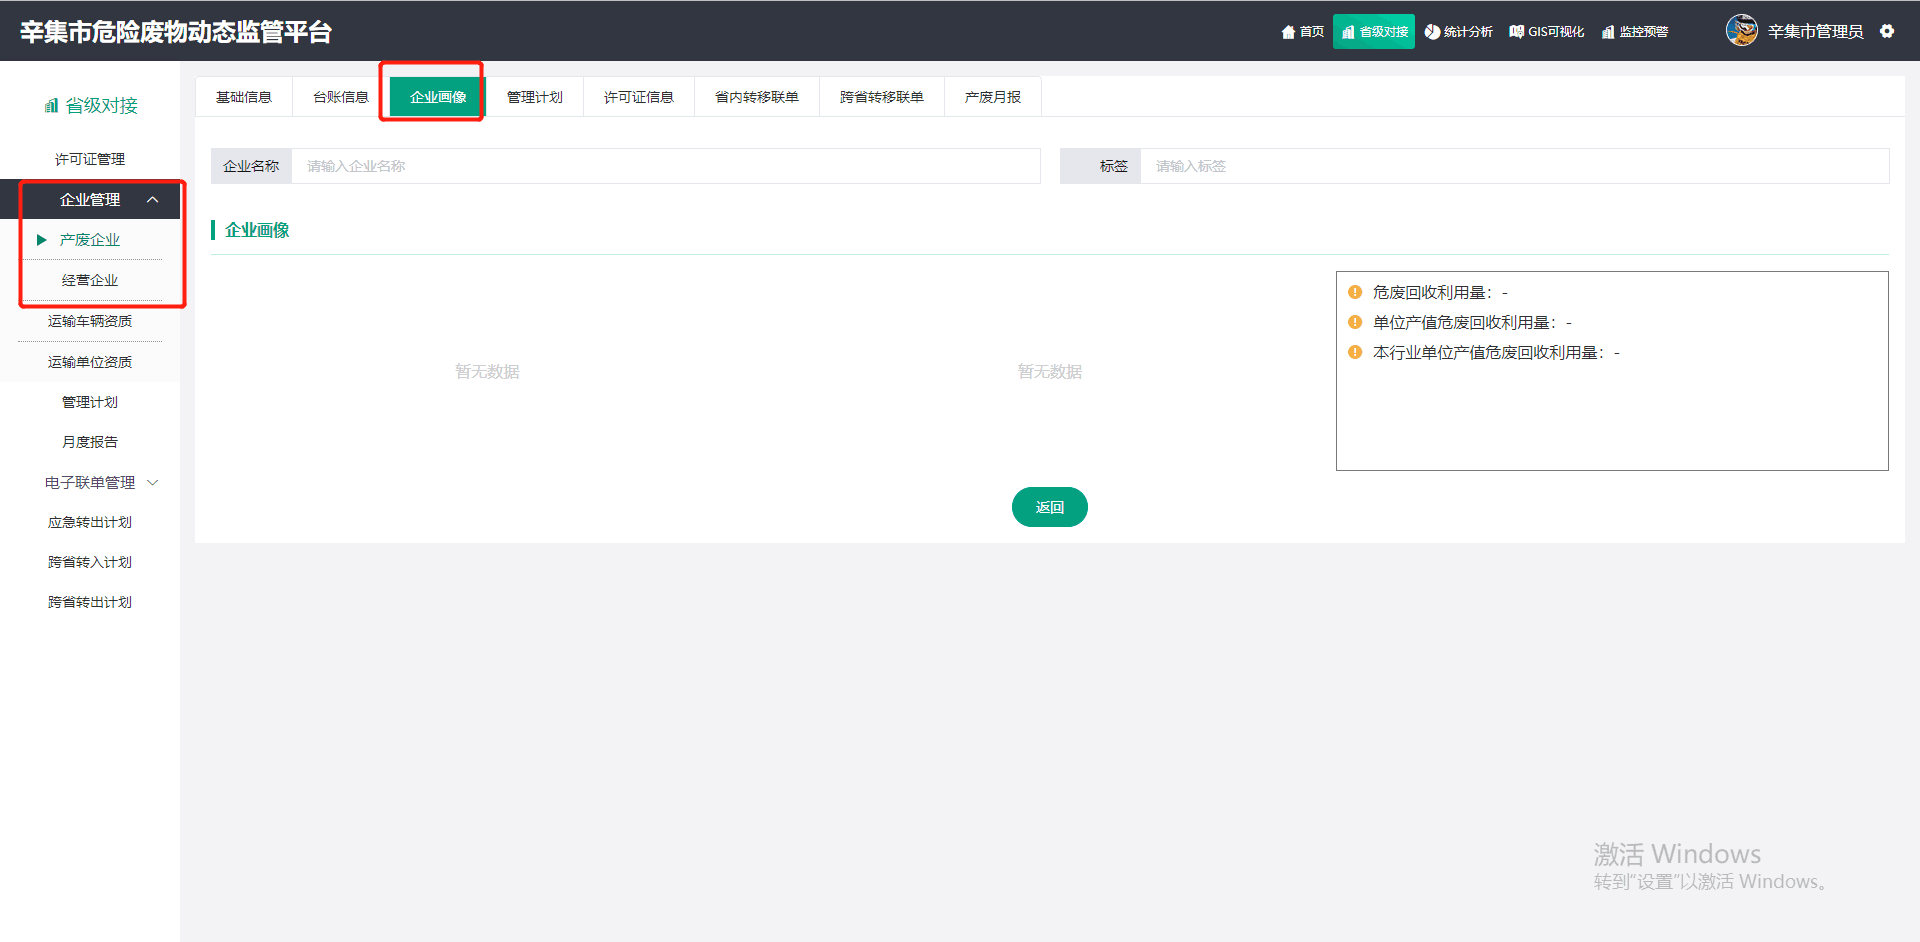 辛集市危险废物动态监管平台
首页
省级对接
统计分析
GIS可视化
监控预警
辛集市管理员
省级对接
许可证管理
企业管理
产废企业
经营企业
运输车辆资质
运输单位资质
管理计划
月度报告
电子联单管理
应急转出计划
跨省转入计划
跨省转出计划
基础信息
台账信息
企业画像
管理计划
许可证信息
省内转移联单
跨省转移联单
产废月报
企业名称
请输入企业名称
标签
请输入标签
企业画像
暂无数据
暂无数据
危废回收利用量：-
单位产值危废回收利用量：-
本行业单位产值危废回收利用量：-
返回
激活 Windows
转到“设置”以激活 Windows。